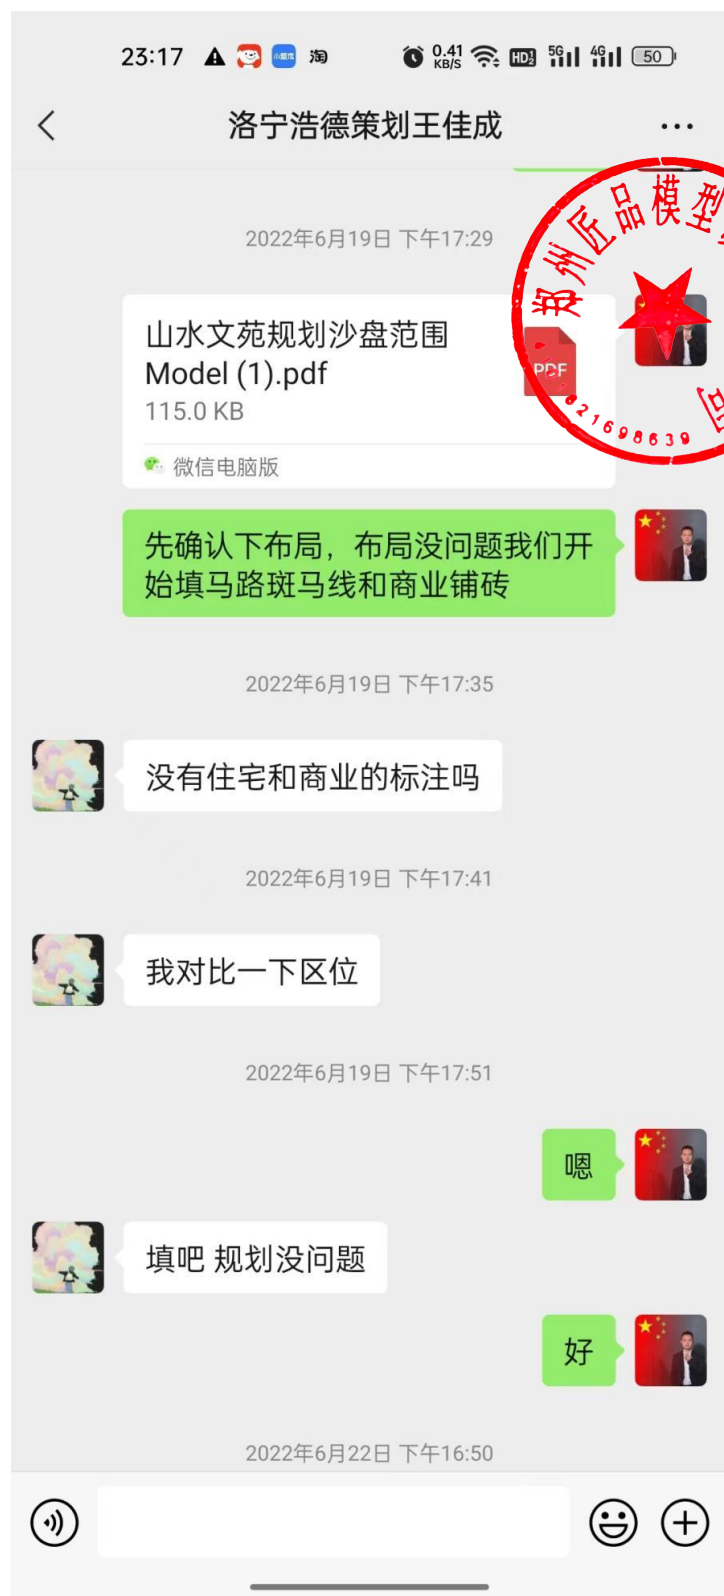 23:17
小盛茂
淘
0.41
KB/S
HD2
5G
4G
50
洛宁浩德策划王佳成
2022年6月19日 下午17:29
郑州匠品模型
司
821698639
山水文苑规划沙盘范围
Model (1).pdf
PDF
115.0 KB
微信电脑版
先确认下布局，布局没问题我们开
始填马路斑马线和商业铺砖
2022年6月19日 下午17:35
没有住宅和商业的标注吗
2022年6月19日 下午17:41
我对比一下区位
2022年6月19日 下午17:51
嗯
填吧 规划没问题
好
2022年6月22日 下午16:50